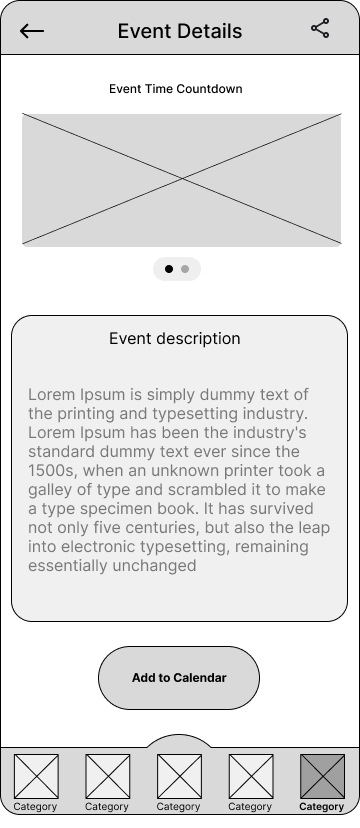 Event Details
Event Time Countdown
Event description
Lorem Ipsum is simply dummy text of
the printing and typesetting industry.
Lorem Ipsum has been the industry's
standard dummy text ever since the
1500s, when an unknown printer took a
galley of type and scrambled it to make
a type specimen book. It has survived
not only five centuries, but also the leap
into electronic typesetting, remaining
essentially unchanged
Add to Calendar
Category Category Category Category Category